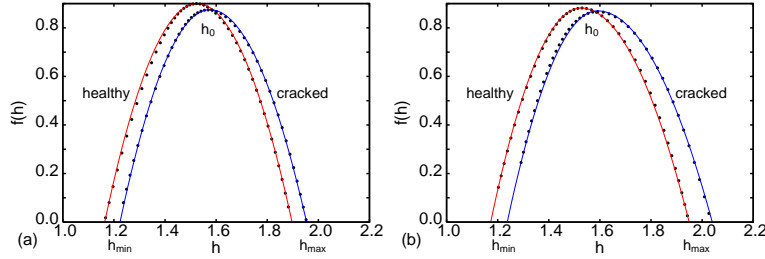 0.8
0.6
0.4
0.2
0.0
f(h)
h0
healthy
cracked
1.0 1.2 1.4 1.6 1.8 2.0 2.2
(a) hmin h hmax
0.8
0.6
0.4
0.2
0.0
f(h)
h0
healthy
cracked
1.0 1.2 1.4 1.6 1.8 2.0 2.2
(b) hmin h hmax